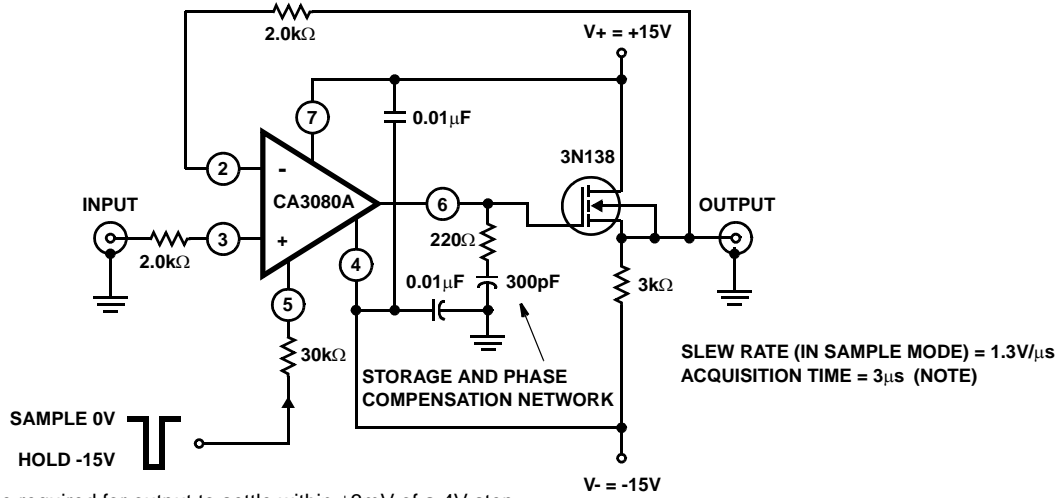 2.0kΩ
V+ = +15V
7
0.01µF
3N138
2
-
CA3080A
6
INPUT
OUTPUT
3
+
2.0kΩ
4
220Ω
0.01µF
300pF
3kΩ
5
30kΩ
SLEW RATE (IN SAMPLE MODE) = 1.3V/µs
ACQUISITION TIME = 3µs (NOTE)
STORAGE AND PHASE
COMPENSATION NETWORK
SAMPLE 0V
HOLD -15V
V- = -15V